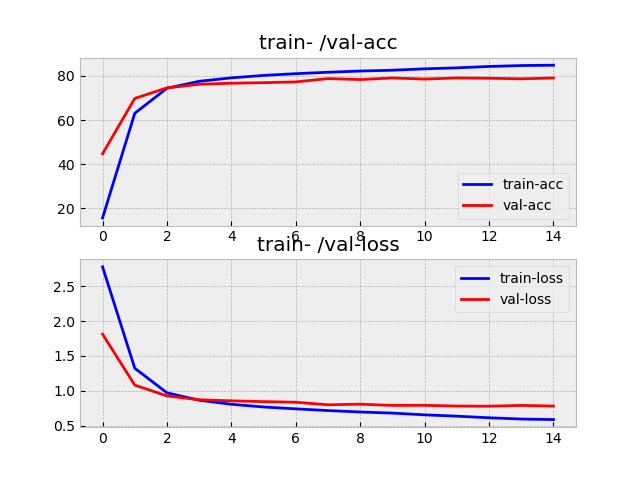 train- /val-acc
80
60
40
20
train-acc
val-acc
0 2 4 6 8 10 12 14
train- /val-loss
2.5
2.0
1.5
1.0
0.5
train-loss
val-loss
0 2 4 6 8 10 12 14